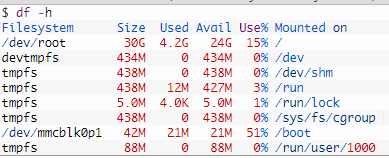 $ df -h
Filesystem Size Used Avail Use% Mounted on
/dev/root 30G 4.2G 24G 15% /
devtmpfs 434M 0 434M 0% /dev
tmpfs 438M 0 438M 0% /dev/shm
tmpfs 438M 12M 427M 3% /run
tmpfs 5.0M 4.0K 5.0M 1% /run/lock
tmpfs 438M 0 438M 0% /sys/fs/cgroup
/dev/mmcblk0p1 42M 21M 21M 51% /boot
tmpfs 88M 0 88M 0% /run/user/1000